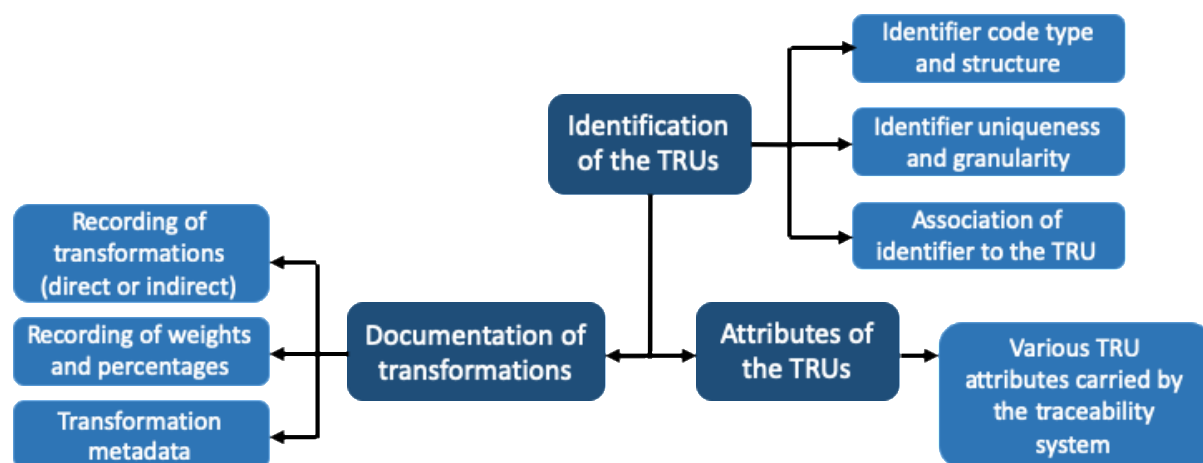 Identifier code type
and structure
Identification
of the TRUs
Identifier uniqueness
and granularity
Association of
identifier to the TRU
Recording of
transformations
(direct or indirect)
Recording of weights
and percentages
Transformation
metadata
Documentation of
transformations
Attributes of
the TRUs
Various TRU
attributes carried by
the traceability
system